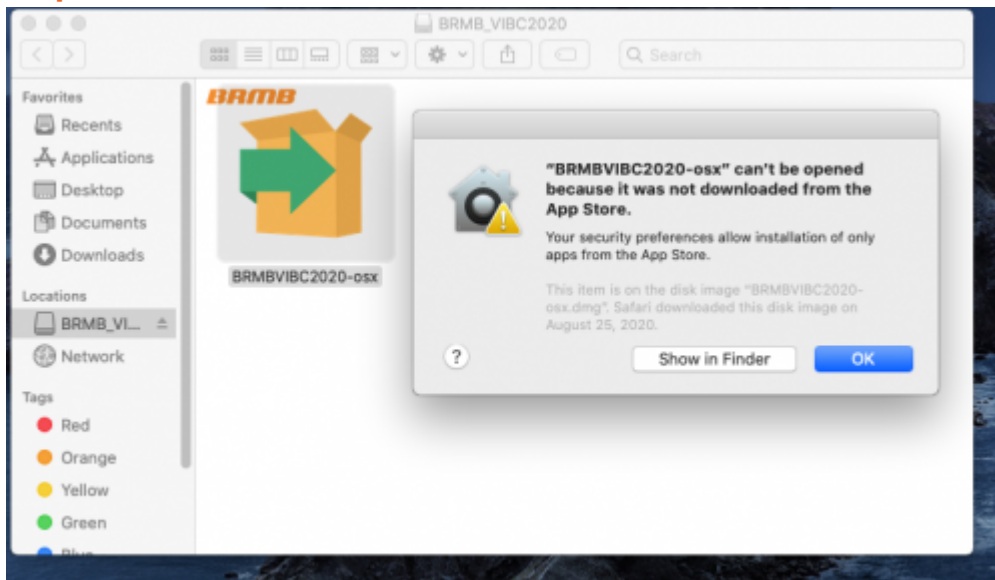 BRMB_VIBC2020
Search
Favorites
Recents
Applications
Desktop
Documents
Downloads
Locations
BRMB_VI...
Network
Tags
Red
Orange
Yellow
Green
BRMB
BRMBVIBC2020-osx
"BRMBVIBC2020-osx" can't be opened
because it was not downloaded from the
App Store.
Your security preferences allow installation of only
apps from the App Store.
This item is on the disk image "BRMBVIBC2020-
osx.dmg". Safari downloaded this disk image on
August 25, 2020.
?
Show in Finder
OK